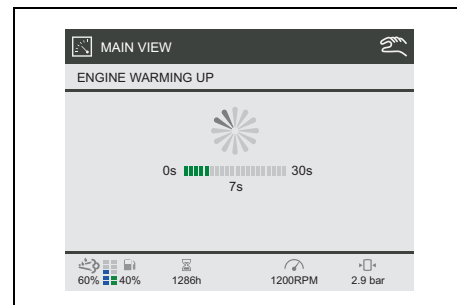 MAIN VIEW
ENGINE WARMING UP
0s 30s
7s
60% 40% 1286h 1200RPM 2.9 bar